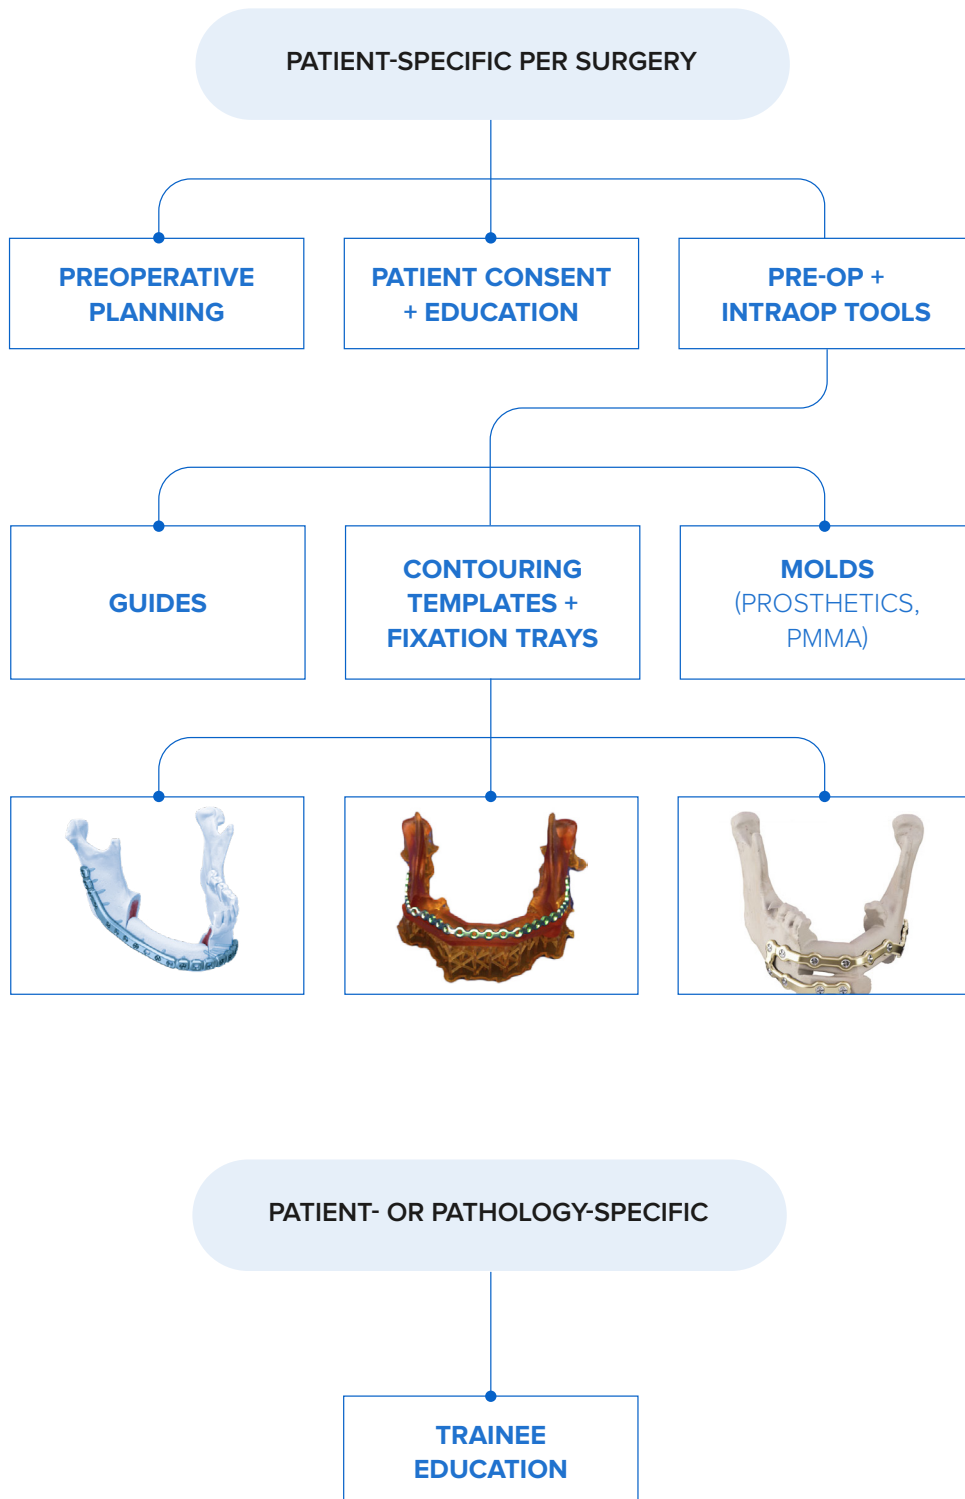 PATIENT-SPECIFIC PER SURGERY
PREOPERATIVE
PLANNING
PATIENT CONSENT
+ EDUCATION
PRE-OP +
INTRAOP TOOLS
GUIDES
CONTOURING
TEMPLATES +
FIXATION TRAYS
MOLDS
(PROSTHETICS,
PMMA)
PATIENT- OR PATHOLOGY-SPECIFIC
TRAINEE
EDUCATION